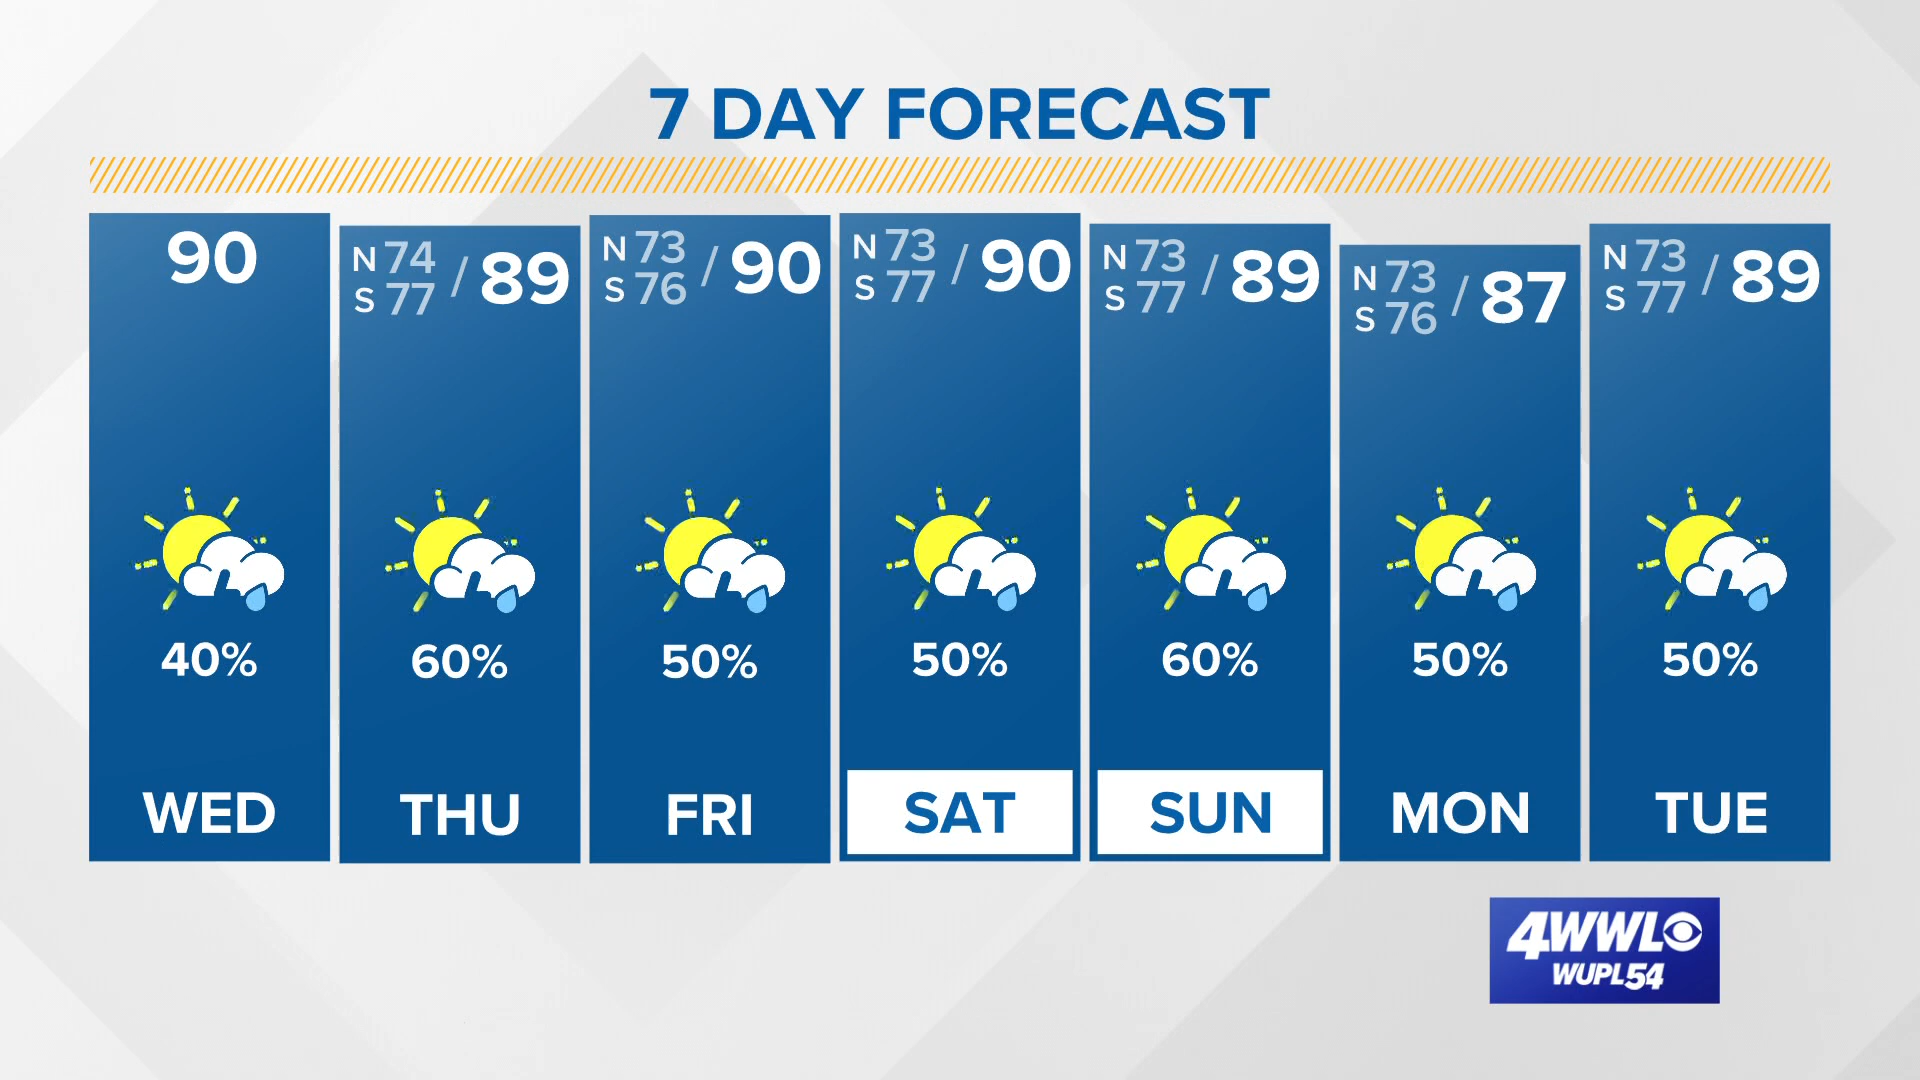 7 DAY FORECAST
90
40%
WED
N 74
S 77 / 89
60%
THU
N 73
S 76 / 90
50%
FRI
N 73
S 77 / 90
50%
SAT
N 73
S 77 / 89
60%
SUN
N 73
S 76 / 87
50%
MON
N 73
S 77 / 89
50%
TUE
4WWL
WUPL54